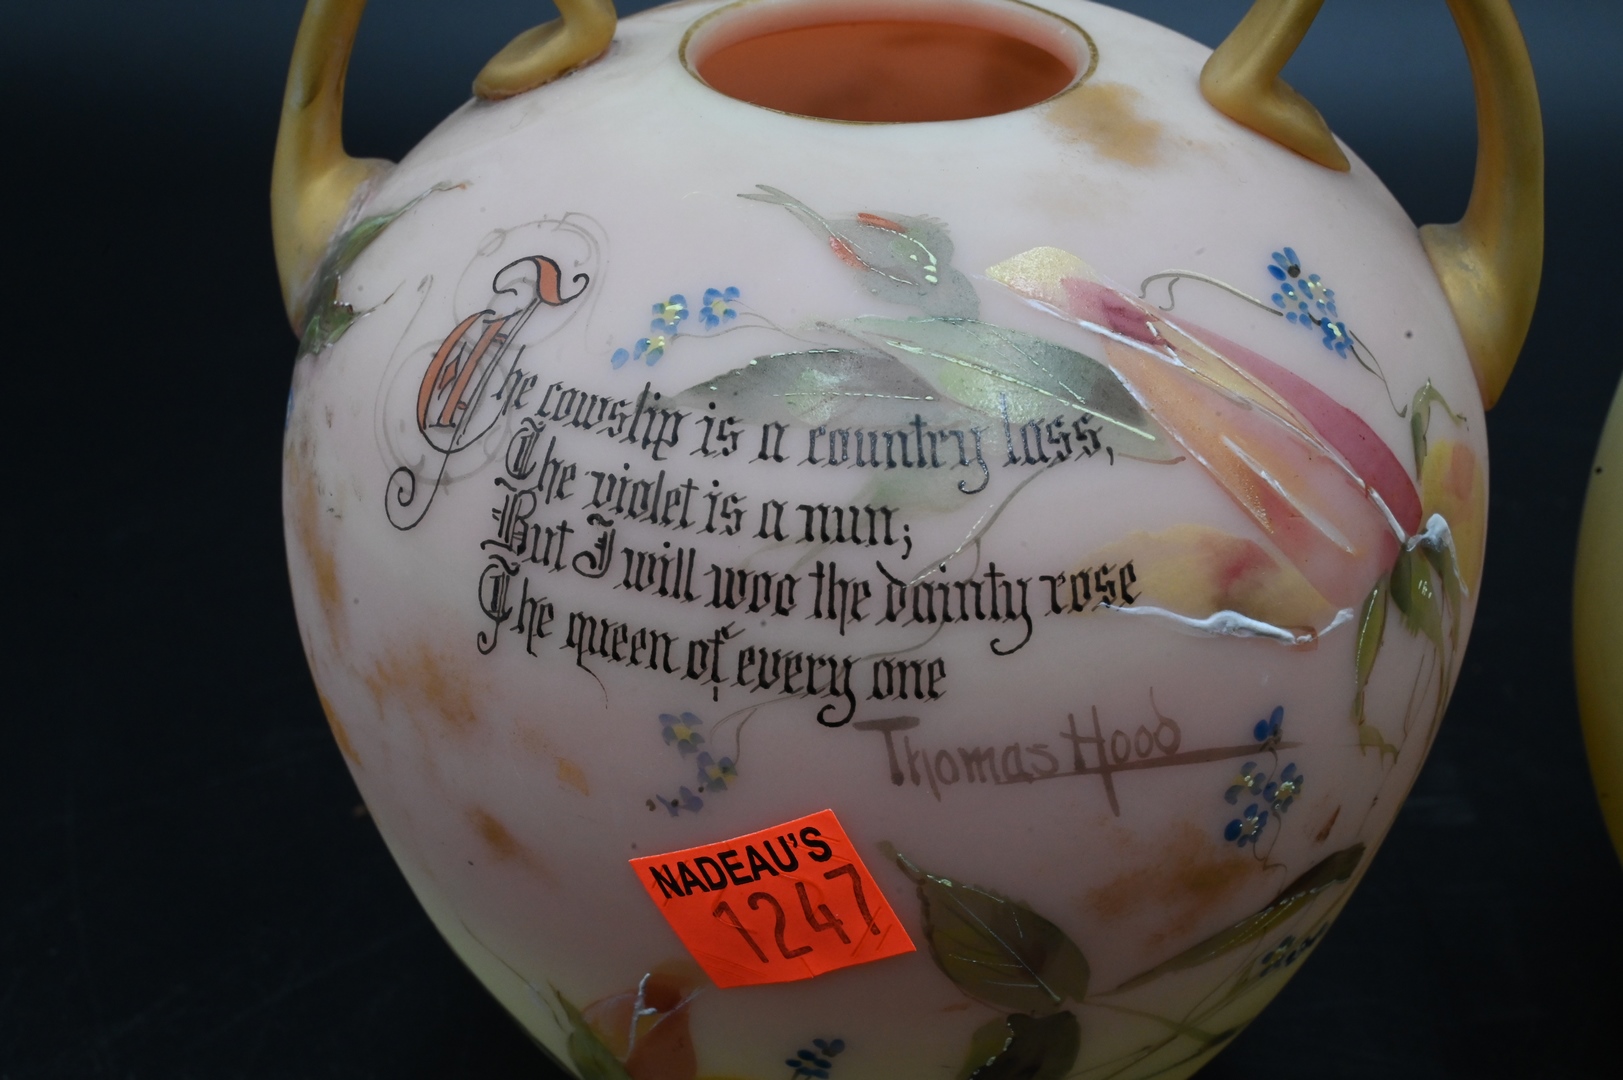 The cowslip is a country lass,
The violet is a nun;
But I will woo the dainty rose
The queen of every one
Thomas Hood
NADEAU'S
1247